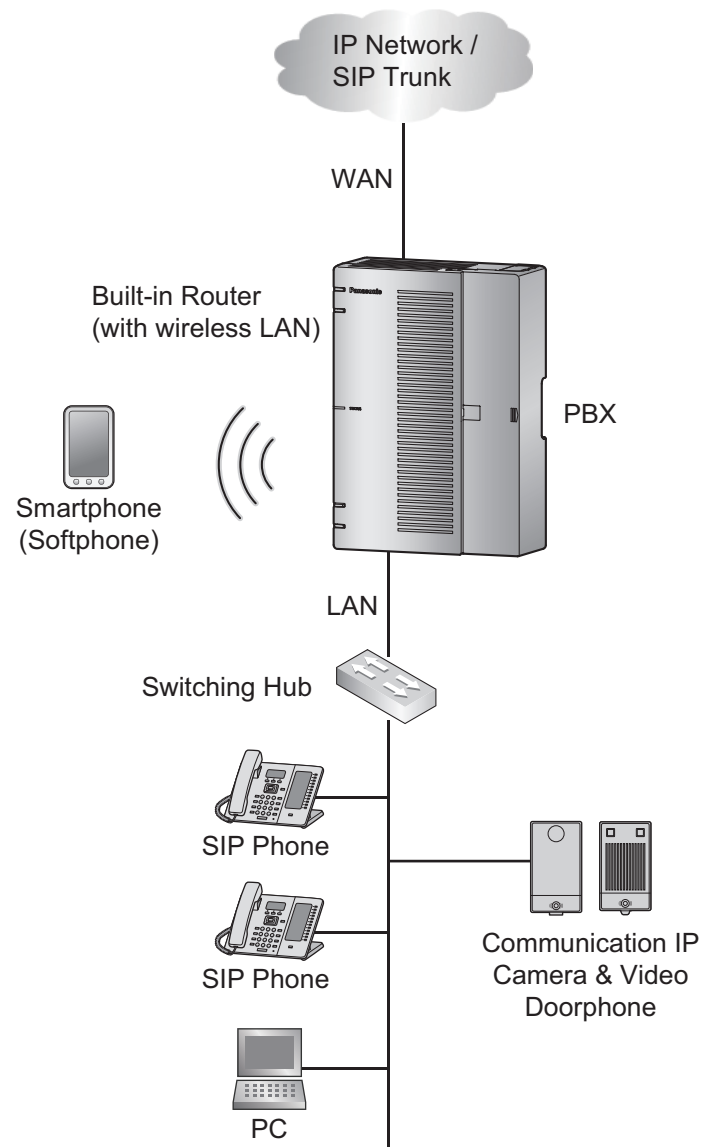 IP Network /
SIP Trunk
WAN
Built-in Router
(with wireless LAN)
Panasonic
PBX
Smartphone
(Softphone)
LAN
Switching Hub
SIP Phone
SIP Phone
Communication IP
Camera & Video
Doorphone
PC